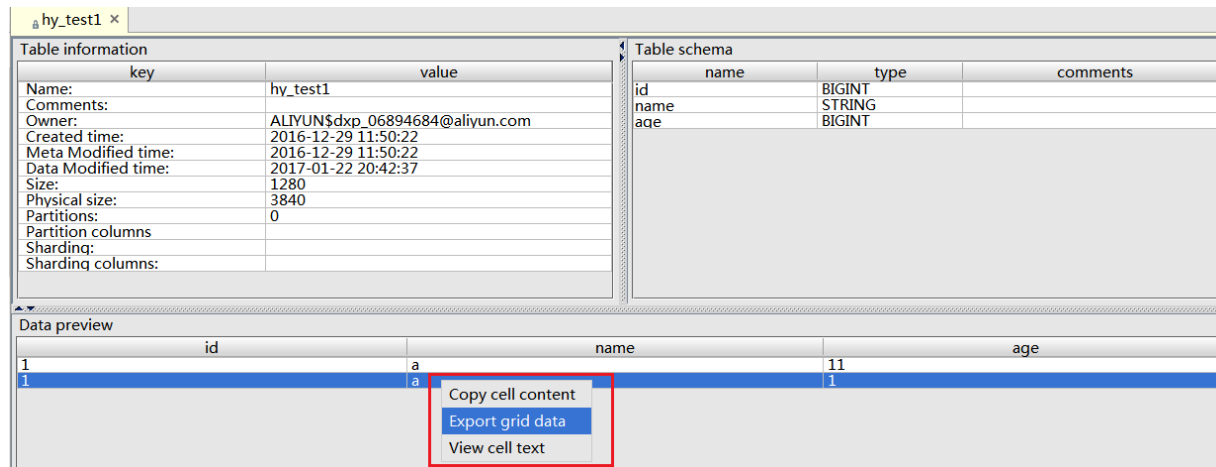 hy_test1 ×
Table information
key value
Name: hy_test1
Comments:
Owner: ALIYUN$dxp_06894684@aliyun.com
Created time: 2016-12-29 11:50:22
Meta Modified time: 2016-12-29 11:50:22
Data Modified time: 2017-01-22 20:42:37
Size: 1280
Physical size: 3840
Partitions: 0
Partition columns
Sharding:
Sharding columns:
Table schema
name type comments
id BIGINT
name STRING
age BIGINT
Data preview
id name age
1 a 11
1 a 1
Copy cell content
Export grid data
View cell text